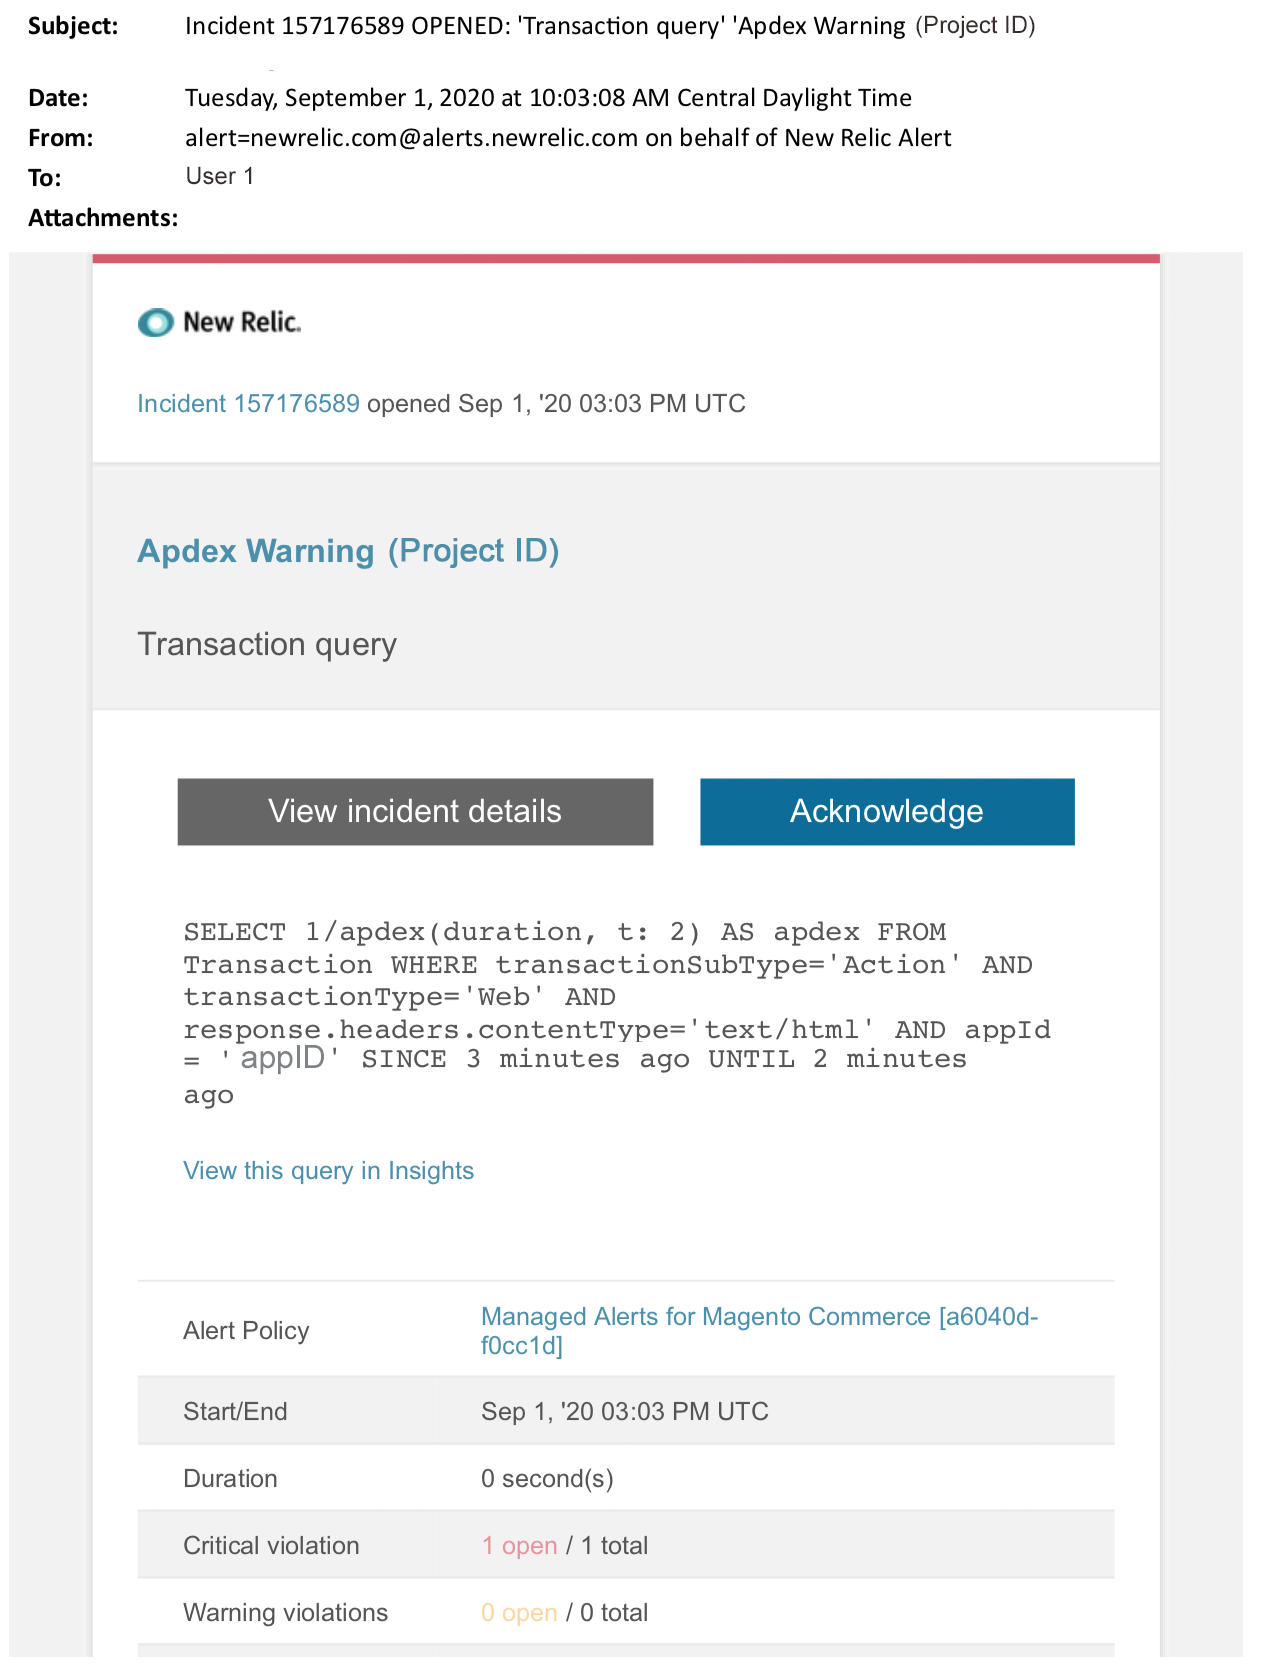 Subject: Incident 157176589 OPENED: 'Transaction query' 'Apdex Warning (Project ID)
Date: Tuesday, September 1, 2020 at 10:03:08 AM Central Daylight Time
From: alert=newrelic.com@alerts.newrelic.com on behalf of New Relic Alert
To: User 1
Attachments:
New Relic.
Incident 157176589 opened Sep 1, '20 03:03 PM UTC
Apdex Warning (Project ID)
Transaction query
View incident details
Acknowledge
SELECT 1/apdex(duration, t: 2) AS apdex FROM
Transaction WHERE transactionSubType='Action' AND
transactionType='Web' AND
response.headers.contentType='text/html' AND appId
= 'appID' SINCE 3 minutes ago UNTIL 2 minutes
ago
View this query in Insights
Alert Policy
Managed Alerts for Magento Commerce [a6040d-
f0cc1d]
Start/End Sep 1, '20 03:03 PM UTC
Duration 0 second(s)
Critical violation 1 open / 1 total
Warning violations 0 open / 0 total